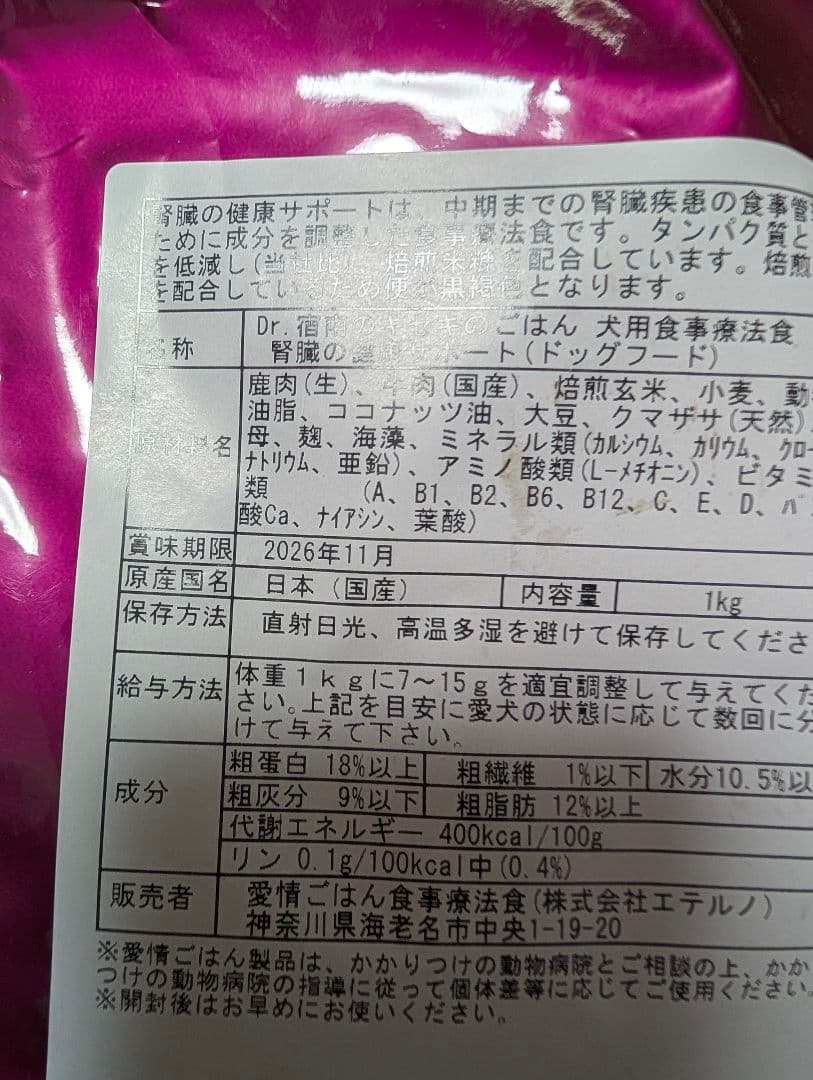 腎臓の健康サポートは、中期までの腎臓疾患の食事管
ために成分を調整した食事療法食です。タンパク質と
を低減し(当社比)、焙煎米糠を配合しています。焙煎
を配合しているため便が黒褐色となります。
名称
Dr.宿南のキセキのごはん 犬用食事療法食
腎臓の健康サポート(ドッグフード)
原材料名
鹿肉(生)、牛肉(国産)、焙煎玄米、小麦、動
油脂、ココナッツ油、大豆、クマザサ(天然)、
母、麹、海藻、ミネラル類(カルシウム、カリウム、クロー
ナトリウム、亜鉛)、アミノ酸類(L-メチオニン)、ビタミ
類 (A、B1、B2、B6、B12、C、E、D、パ
酸Ca、ナイアシン、葉酸)
賞味期限 2026年11月
原産国名 日本(国産) 内容量 1kg
保存方法 直射日光、高温多湿を避けて保存してくださ
給与方法
体重1kgに7～15gを適宜調整して与えてくだ
さい。上記を目安に愛犬の状態に応じて数回に分
けて与えて下さい。
成分
粗蛋白 18%以上 粗繊維 1%以下 水分10.5%以
粗灰分 9%以下 粗脂肪 12%以上
代謝エネルギー 400kcal/100g
リン 0.1g/100kcal中(0.4%)
販売者
愛情ごはん食事療法食(株式会社エテルノ)
神奈川県海老名市中央1-19-20
※愛情ごはん製品は、かかりつけの動物病院とご相談の上、かか
つけの動物病院の指導に従って個体差等に応じてご使用ください。
※開封後はお早めにお使いください。